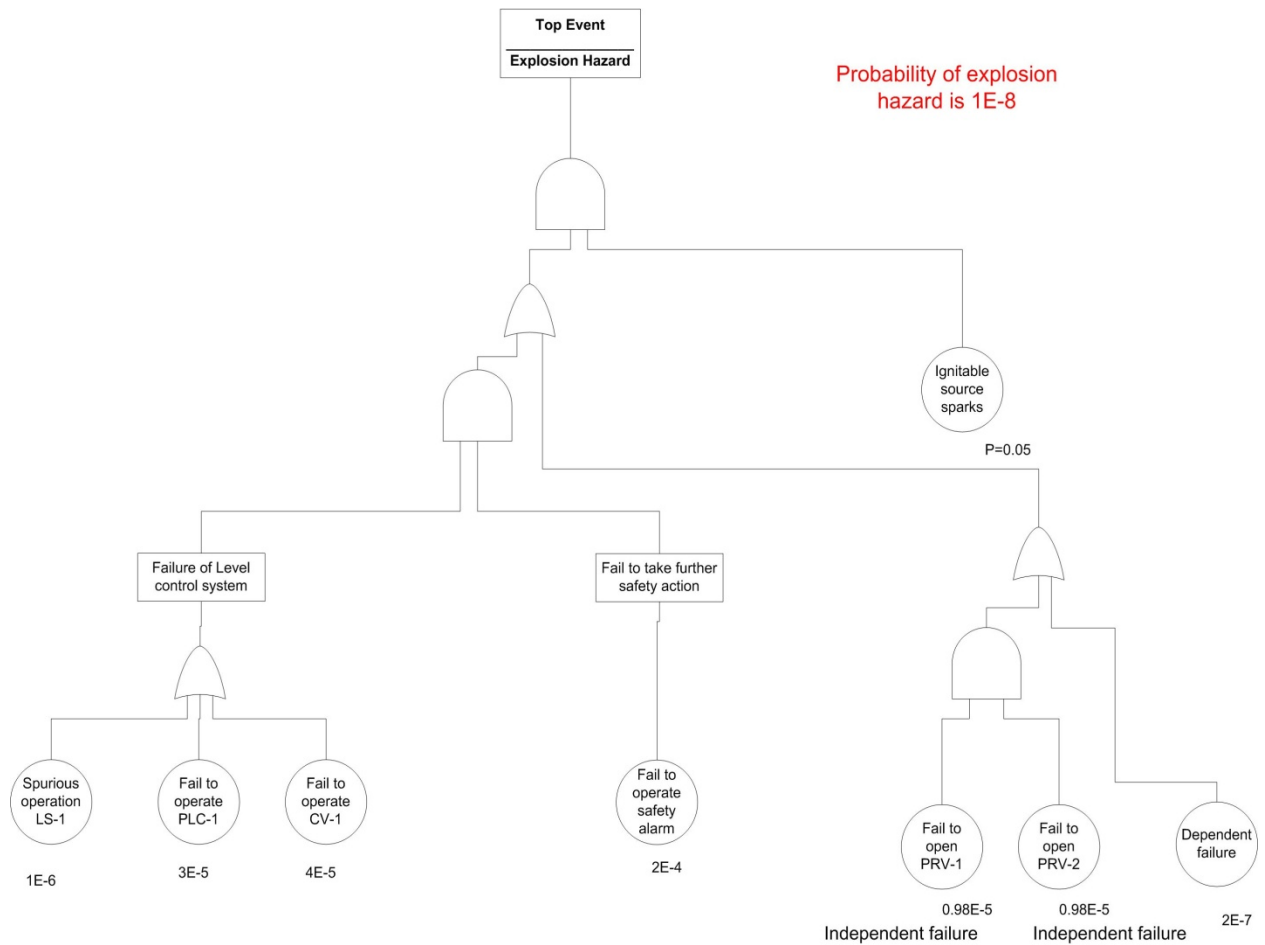 Top Event
Explosion Hazard
Probability of explosion
hazard is 1E-8
Ignitable
source
sparks
P=0.05
Failure of Level
control system
Fail to take further
safety action
Spurious
operation
LS-1
1E-6
Fail to
operate
PLC-1
3E-5
Fail to
operate
CV-1
4E-5
Fail to
operate
safety
alarm
2E-4
Fail to
open
PRV-1
0.98E-5
Independent failure
Fail to
open
PRV-2
0.98E-5
Independent failure
Dependent
failure
2E-7